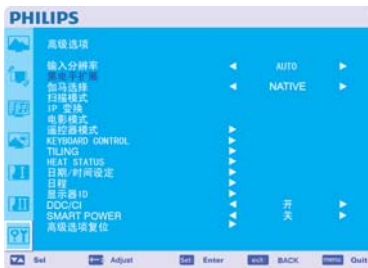 PHILIPS
高级选项
输入分辨率 AUTO
黑电平扩展
伽马选择 NATIVE
扫描模式
IP 变换
电影模式
遥控器模式
KEYBOARD CONTROL
TILING
HEAT STATUS
日期/时间设定
日程
显示器ID
DDC/CI 开
SMART POWER 关
高级选项复位
Sel Adjust Set Enter exit BACK menu Quit